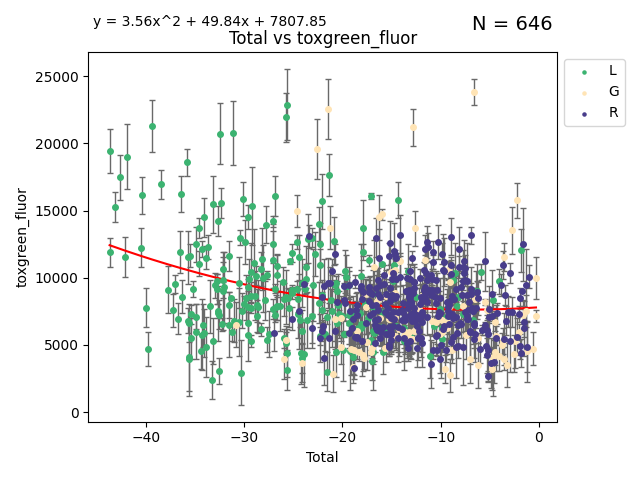 y = 3.56x^2 + 49.84x + 7807.85
N = 646
Total vs toxgreen_fluor
25000
20000
15000
10000
5000
0
toxgreen_fluor
−40
−30
−20
−10
0
Total
L
G
R